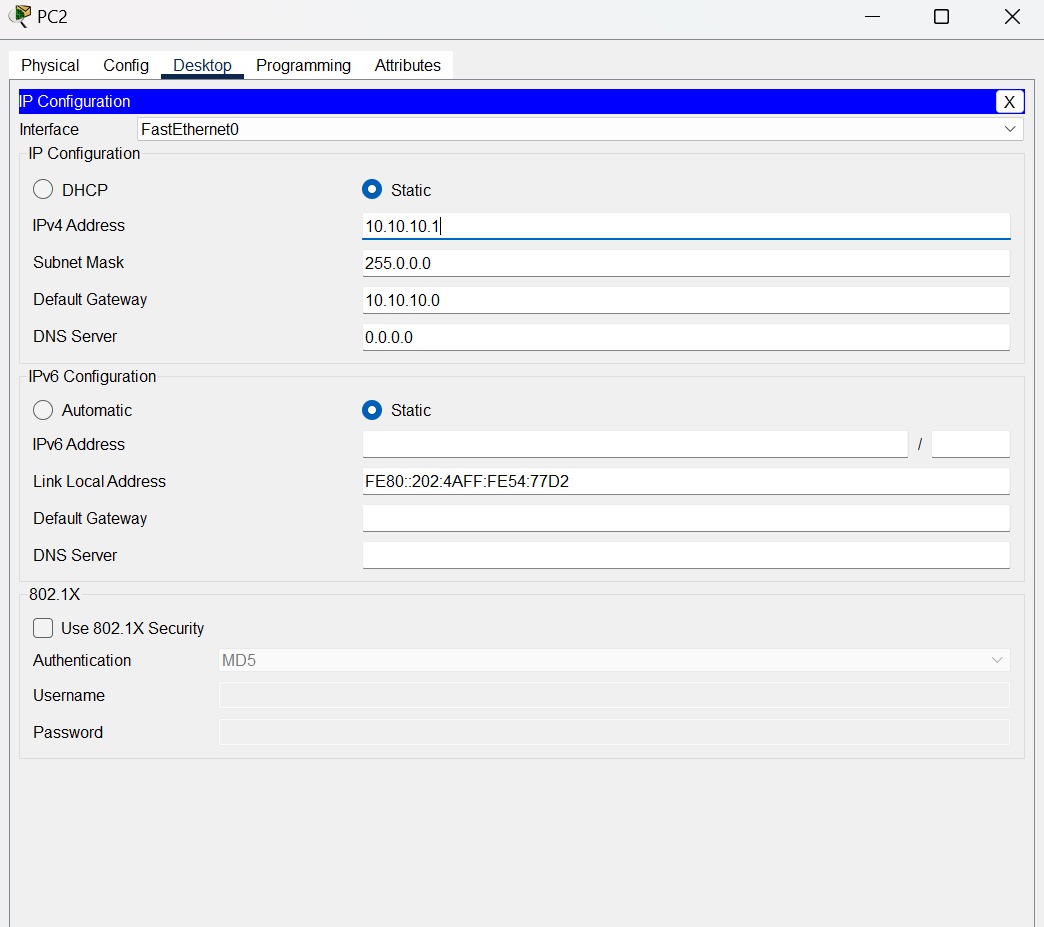 PC2
Physical Config Desktop Programming Attributes
IP Configuration X
Interface FastEthernet0
IP Configuration
DHCP Static
IPv4 Address 10.10.10.1
Subnet Mask 255.0.0.0
Default Gateway 10.10.10.0
DNS Server 0.0.0.0
IPv6 Configuration
Automatic Static
IPv6 Address /
Link Local Address FE80::202:4AFF:FE54:77D2
Default Gateway
DNS Server
802.1X
Use 802.1X Security
Authentication MD5
Username
Password